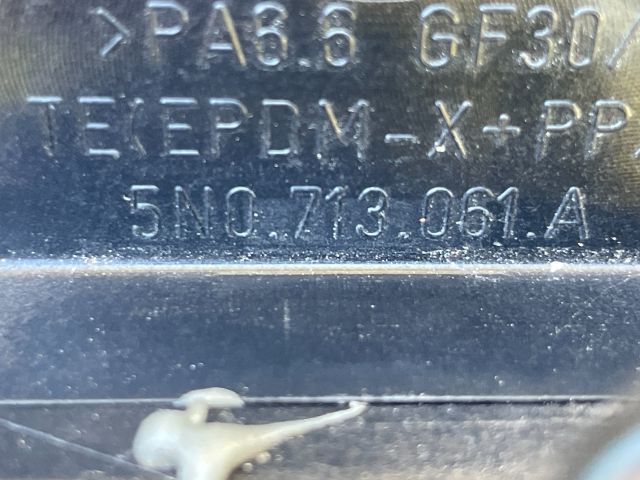 >PA6.6 GF30/
TE(EPDM-X+PP)
5N0.713.061.A